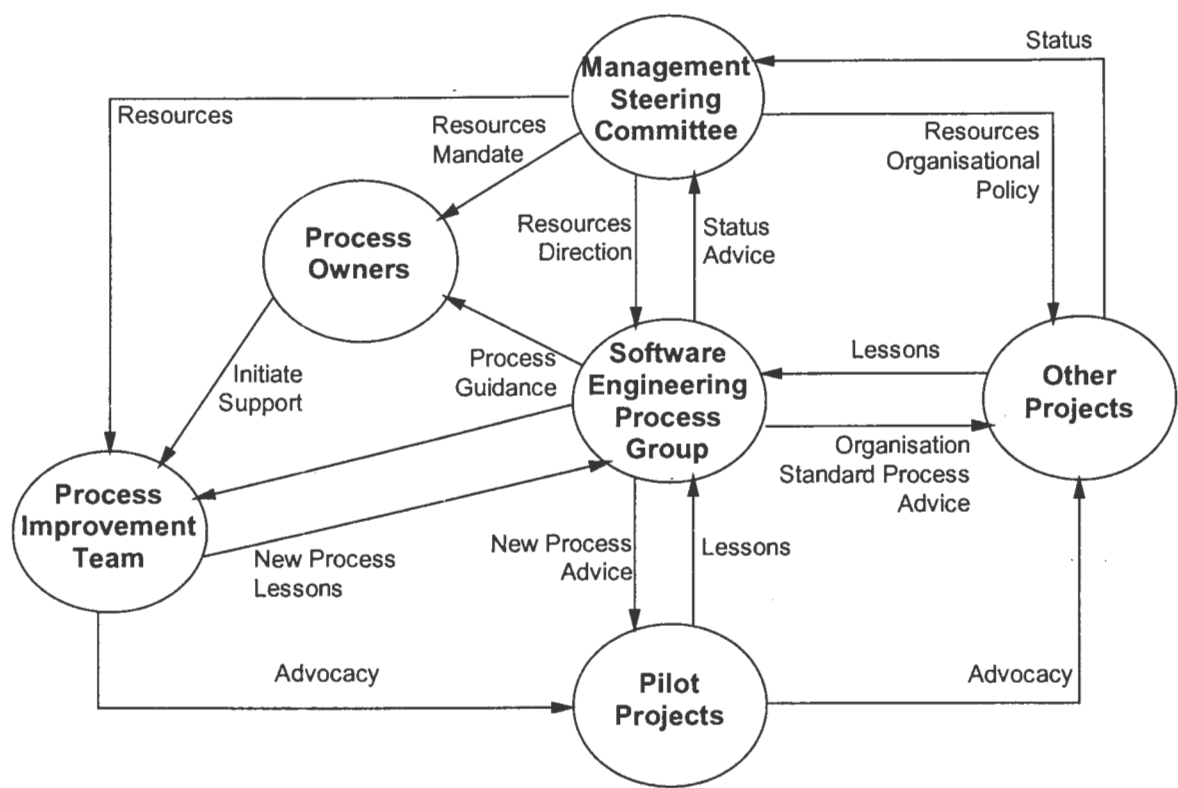 Status
Management
Steering
Committee
Resources
Resources
Mandate
Resources
Organisational
Policy
Process
Owners
Resources
Direction
Status
Advice
Software
Engineering
Process
Group
Process
Guidance
Lessons
Other
Projects
Initiate
Support
Organisation
Standard Process
Advice
Process
Improvement
Team
New Process
Lessons
New Process
Advice
Lessons
Advocacy
Pilot
Projects
Advocacy